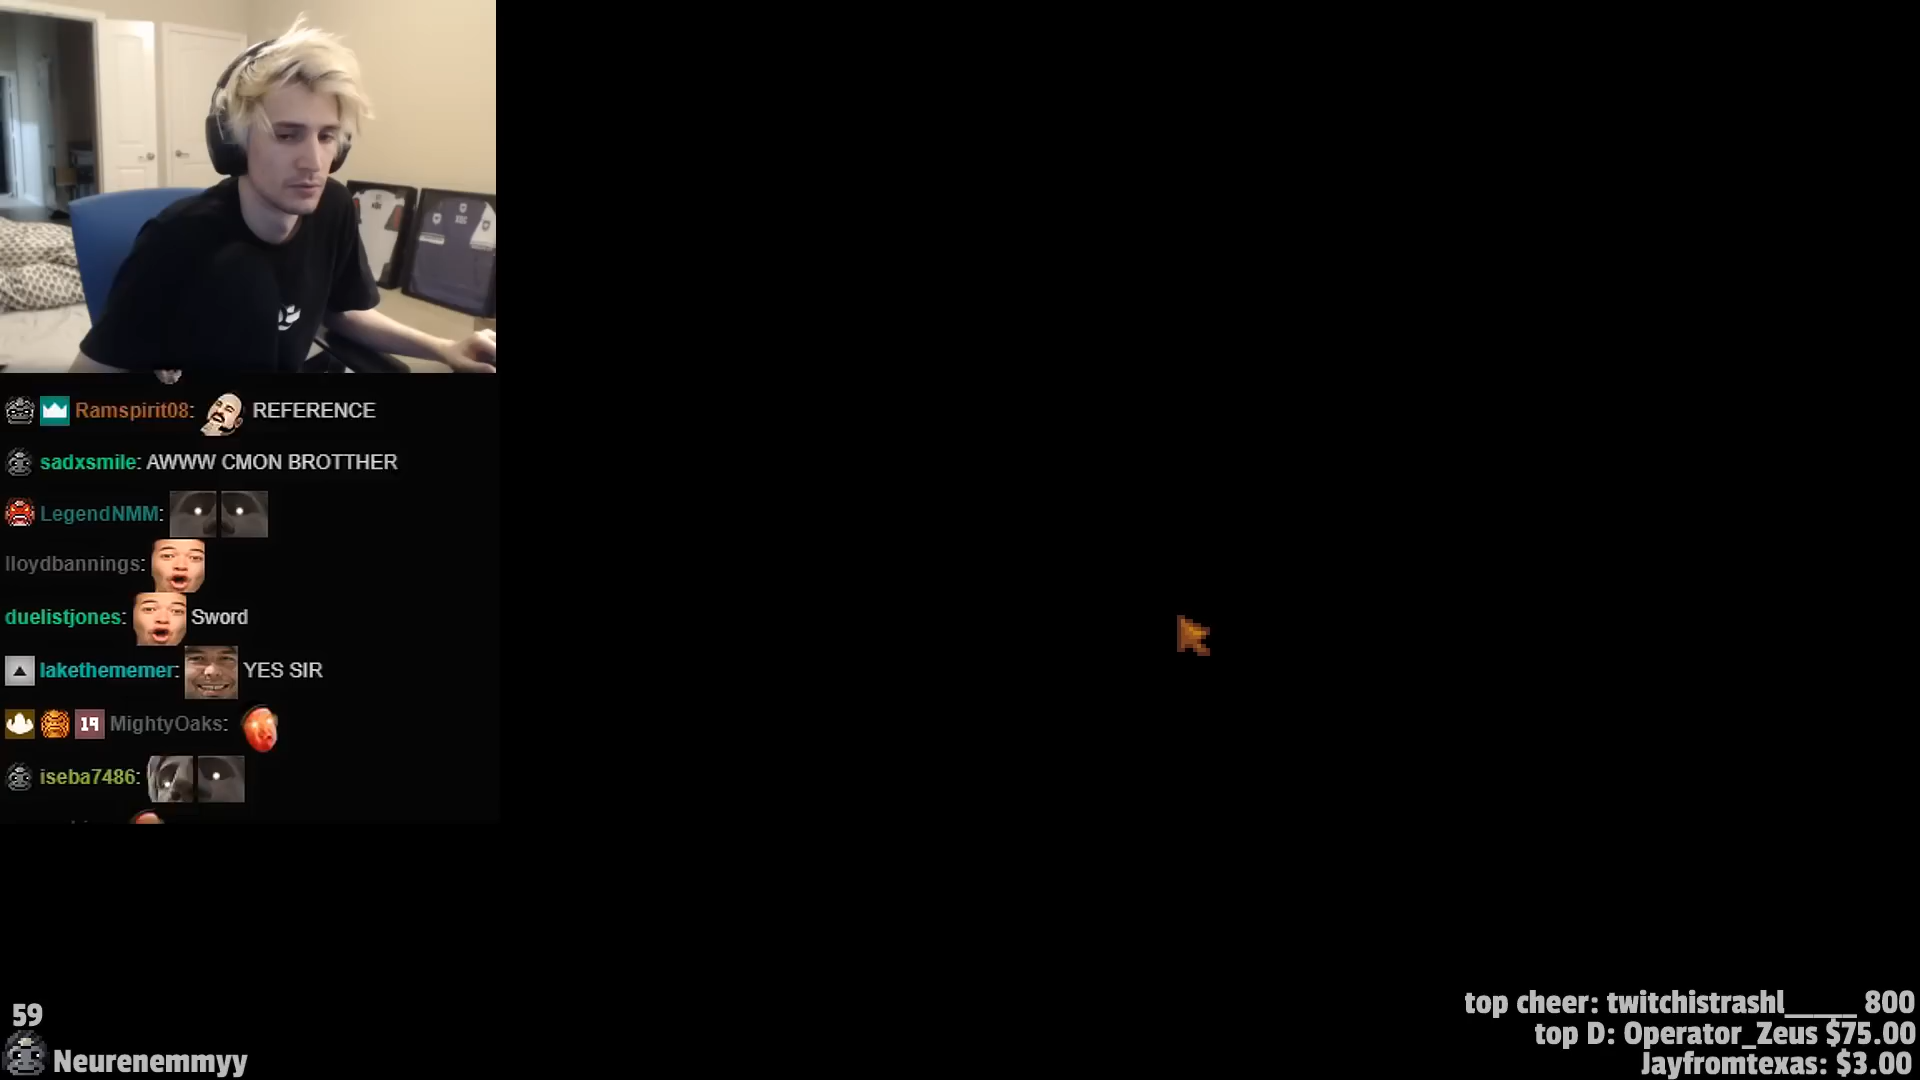 Ramspirit08: REFERENCE
sadxsmile: AWWW CMON BROTTHER
LegendNMM:
lloydbannings:
duelistjones: Sword
lakethememer: YES SIR
19 MightyOaks:
iseba7486:
59
Neurenemmyy
top cheer: twitchistrashl_____ 800
top D: Operator_Zeus $75.00
Jayfromtexas: $3.00